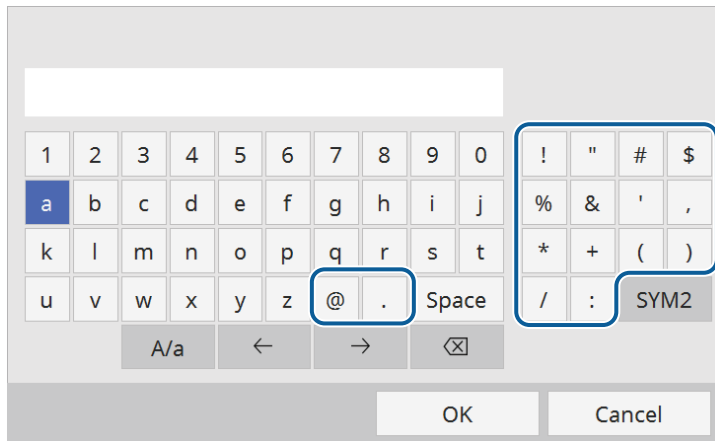 1 2 3 4 5 6 7 8 9 0 ! " # $
a b c d e f g h i j % & ' ,
k l m n o p q r s t * + ( )
u v w x y z @ . Space / : SYM2
A/a ← →
OK Cancel